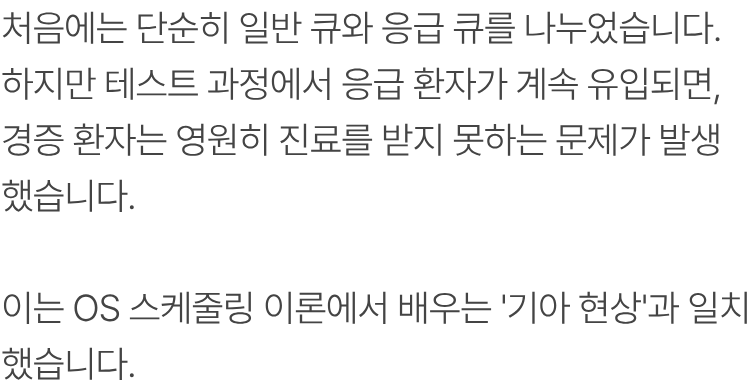 처음에는 단순히 일반 큐와 응급 큐를 나누었습니다.
하지만 테스트 과정에서 응급 환자가 계속 유입되면,
경증 환자는 영원히 진료를 받지 못하는 문제가 발생
했습니다.
이는 OS 스케줄링 이론에서 배우는 '기아 현상'과 일치
했습니다.